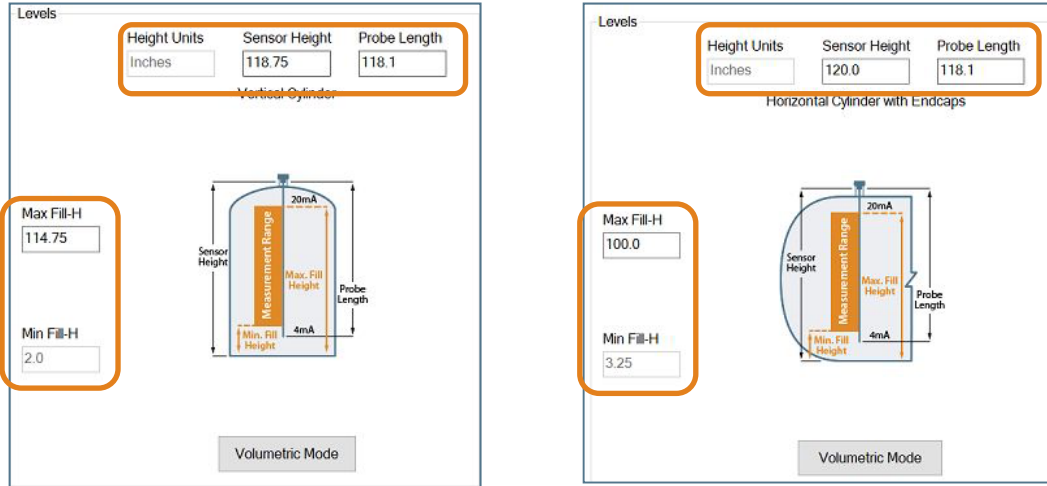 Levels
Height Units Sensor Height Probe Length
Inches 118.75 118.1
Vertical Cylinder
Max Fill-H
114.75
Min Fill-H
2.0
20mA
Sensor
Height
Measurement Range
Max. Fill
Height
Probe
Length
Min. Fill
Height
4mA
Volumetric Mode
Levels
Height Units Sensor Height Probe Length
Inches 120.0 118.1
Horizontal Cylinder with Endcaps
Max Fill-H
100.0
Min Fill-H
3.25
20mA
Sensor
Height
Measurement Range
Max. Fill
Height
Probe
Length
Min. Fill
Height
4mA
Volumetric Mode